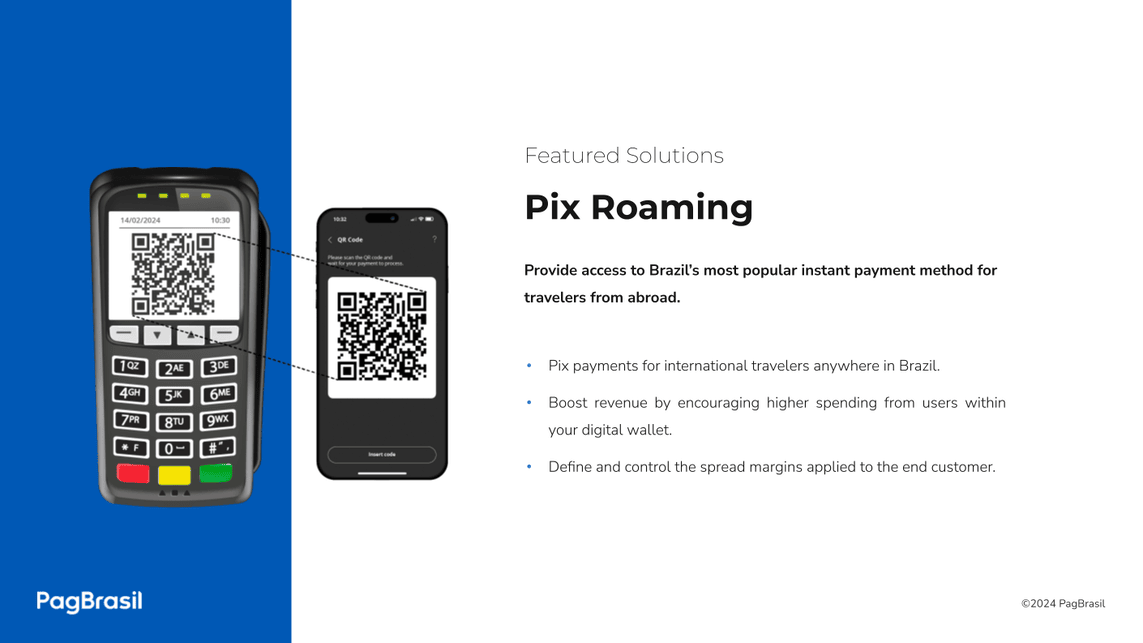 Featured Solutions
Pix Roaming
Provide access to Brazil's most popular instant payment method for
travelers from abroad.
• Pix payments for international travelers anywhere in Brazil.
• Boost revenue by encouraging higher spending from users within
your digital wallet.
• Define and control the spread margins applied to the end customer.
14/02/2024 10:30
1QZ 2AE 3DE
4GH 5JK 6ME
7PR 8TU 9WX
* F 0 #
10:32
QR Code ?
Please scan the QR code and
wait for your payment to process.
Insert code
PagBrasil
©2024 PagBrasil